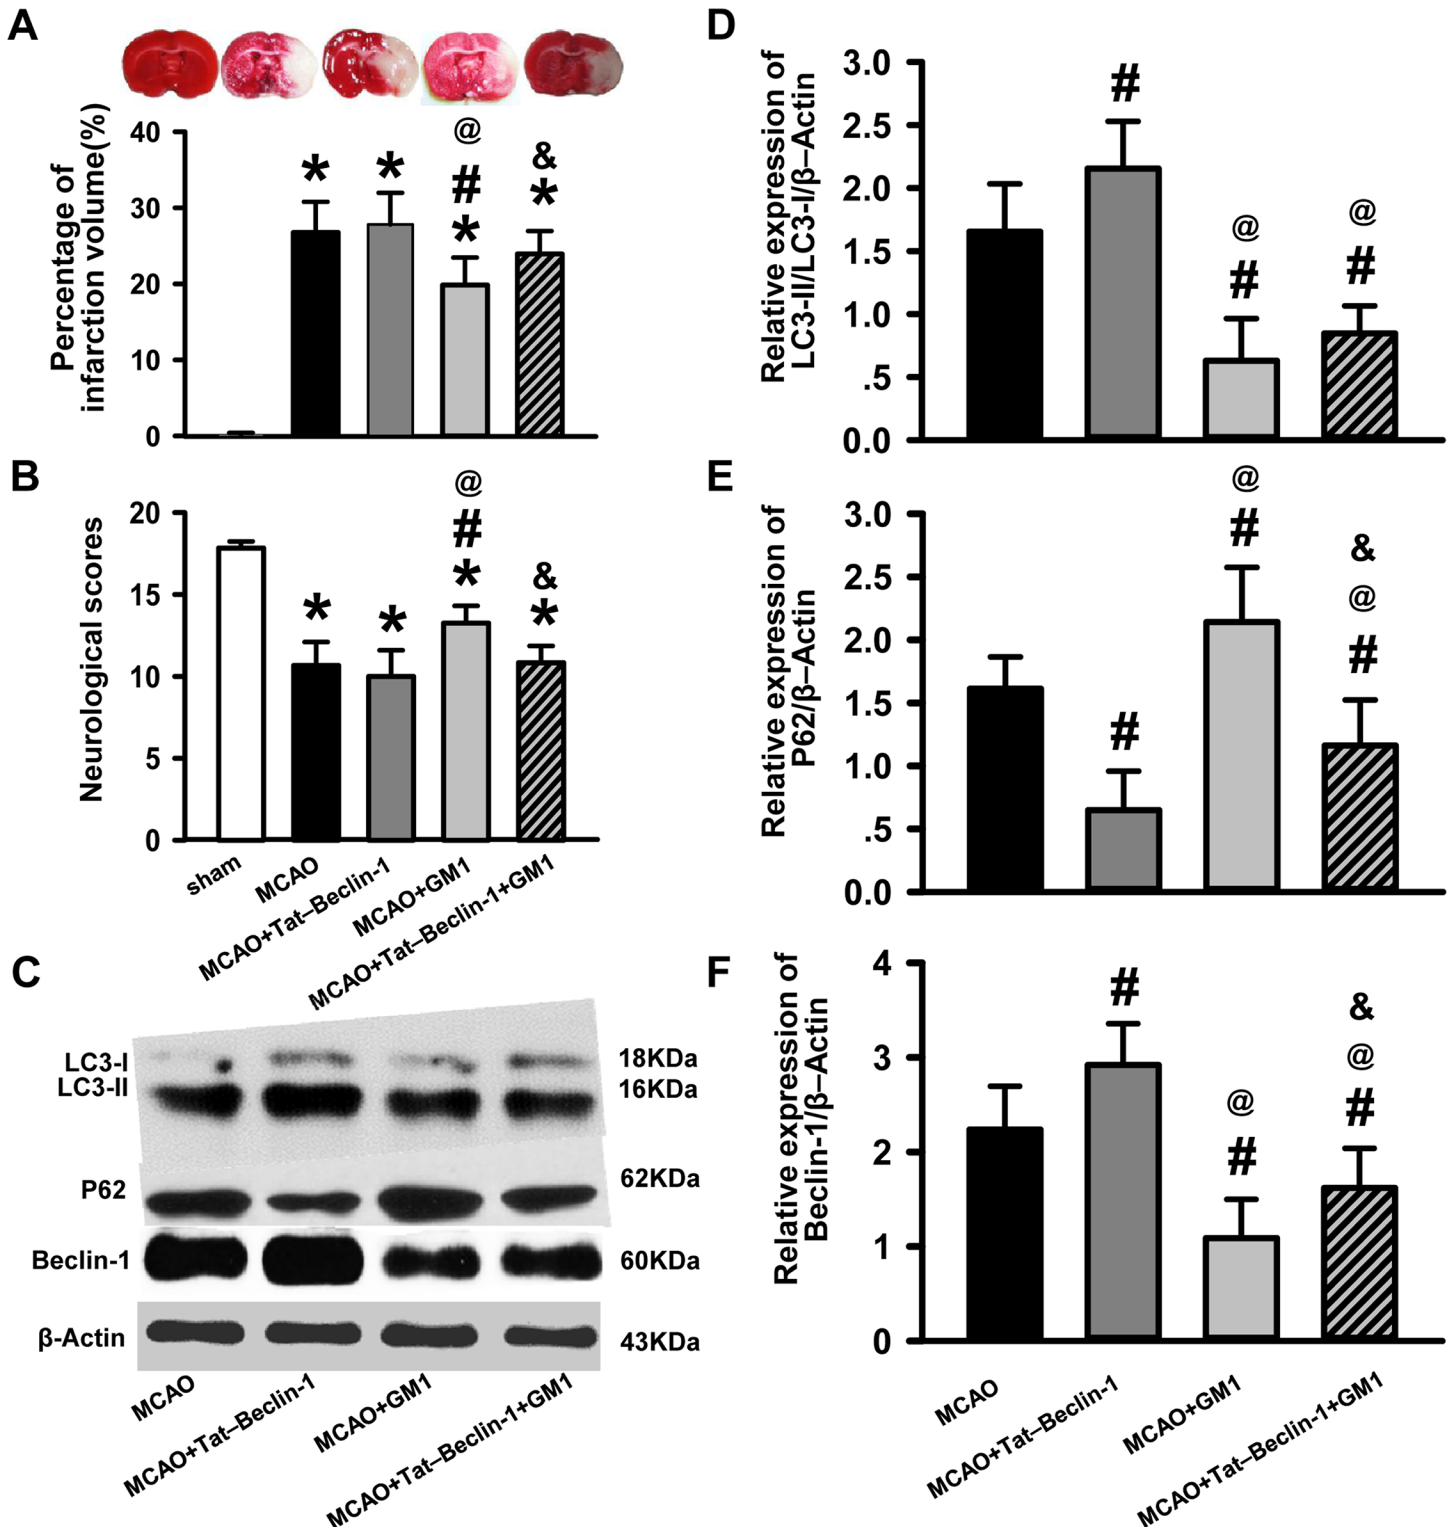 A
Percentage of
infarction volume(%)
40
30
20
10
0
*
*
@
#
*
&
*
B
Neurological scores
20
15
10
5
0
*
*
@
#
*
&
*
sham
MCAO
MCAO+Tat–Beclin-1
MCAO+GM1
MCAO+Tat–Beclin-1+GM1
C
LC3-I
LC3-II
P62
Beclin-1
β-Actin
18KDa
16KDa
62KDa
60KDa
43KDa
MCAO
MCAO+Tat–Beclin-1
MCAO+GM1
MCAO+Tat–Beclin-1+GM1
D
Relative expression of
LC3-II/LC3-I/β–Actin
3.0
2.5
2.0
1.5
1.0
.5
0.0
#
@
#
@
#
E
Relative expression of
P62/β–Actin
3.0
2.5
2.0
1.5
1.0
.5
0.0
#
@
#
&
@
#
F
Relative expression of
Beclin-1/β–Actin
4
3
2
1
0
#
@
#
&
@
#
MCAO
MCAO+Tat–Beclin-1
MCAO+GM1
MCAO+Tat–Beclin-1+GM1